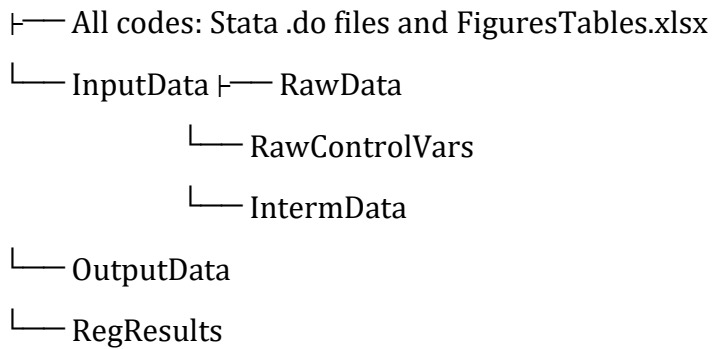 ├── All codes: Stata .do files and FiguresTables.xlsx
└── InputData ├── RawData
└── RawControlVars
└── IntermData
└── OutputData
└── RegResults